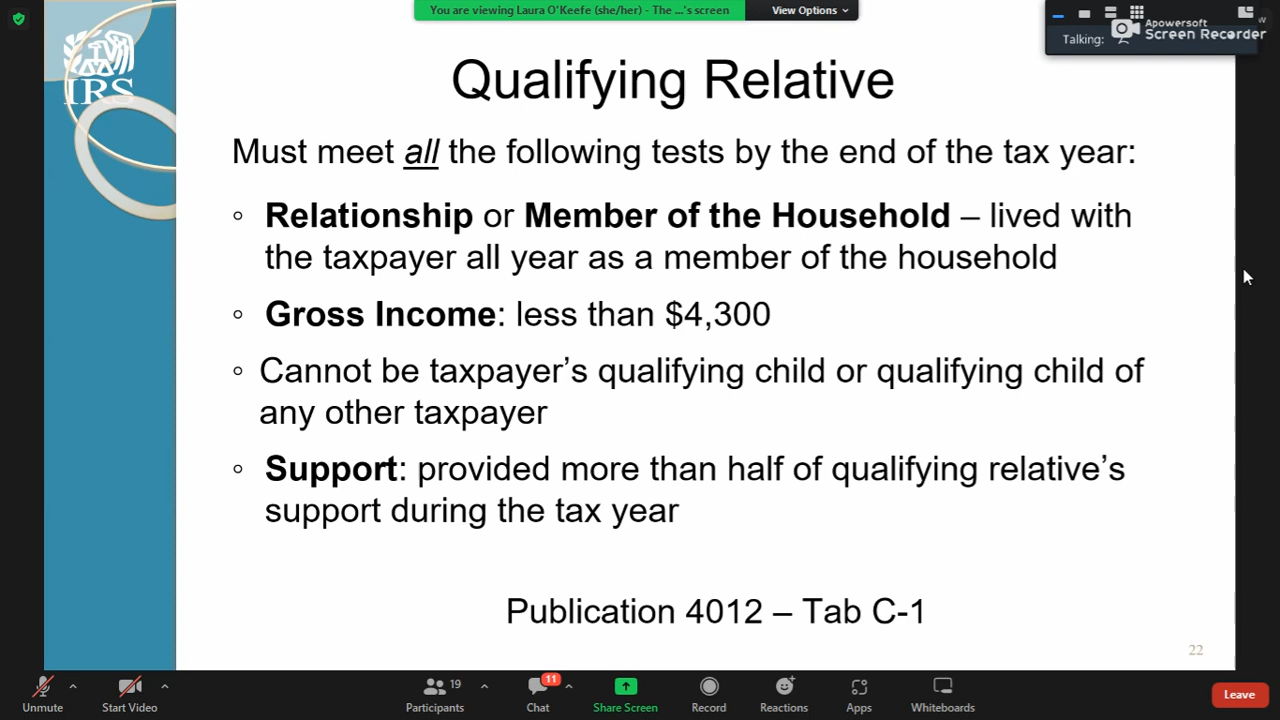 You are viewing Laura O'Keefe (she/her) - The ...'s screen
View Options
Apowersoft
Screen Recorder
Talking:
IRS
Qualifying Relative
Must meet all the following tests by the end of the tax year:
◦ Relationship or Member of the Household – lived with
the taxpayer all year as a member of the household
◦ Gross Income: less than $4,300
◦ Cannot be taxpayer’s qualifying child or qualifying child of
any other taxpayer
◦ Support: provided more than half of qualifying relative’s
support during the tax year
Publication 4012 – Tab C-1
22
19
11
Unmute
Start Video
Participants
Chat
Share Screen
Record
Reactions
Apps
Whiteboards
Leave